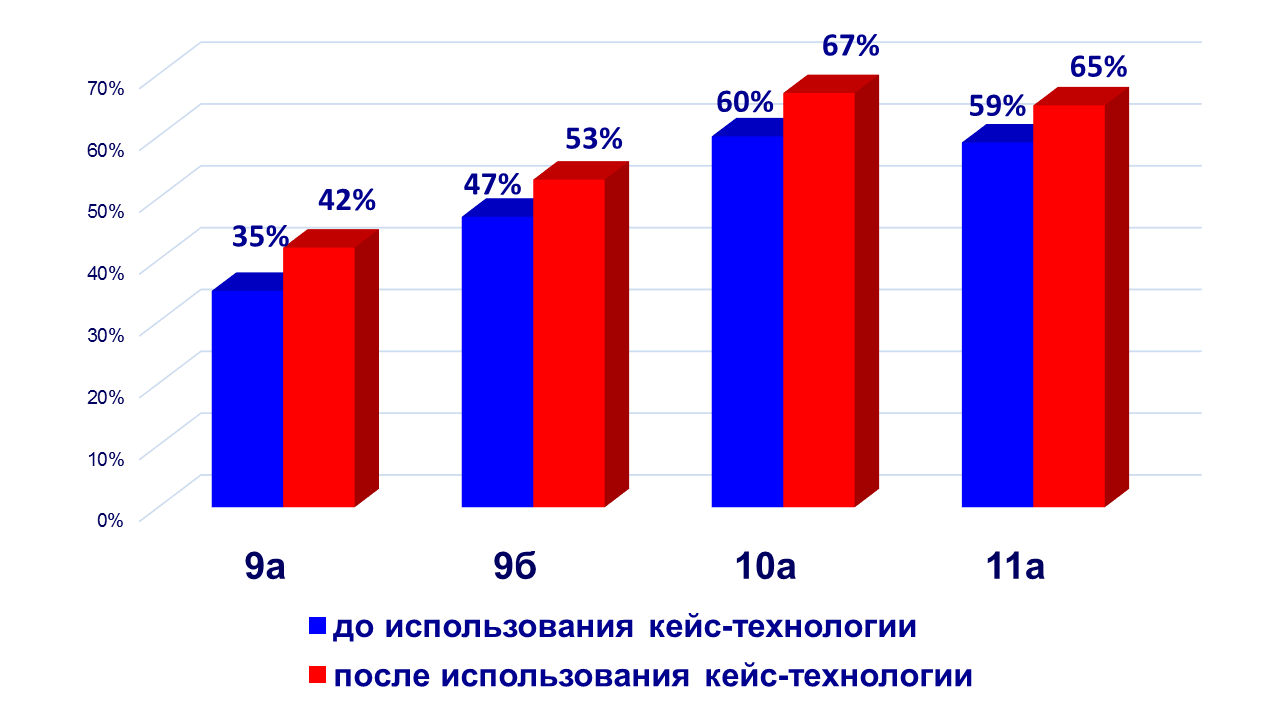 67%
65%
70%
60%
59%
53%
60%
47%
42%
50%
35%
40%
30%
20%
10%
0%
9а
9б
10а
11а
до использования кейс-технологии
после использования кейс-технологии